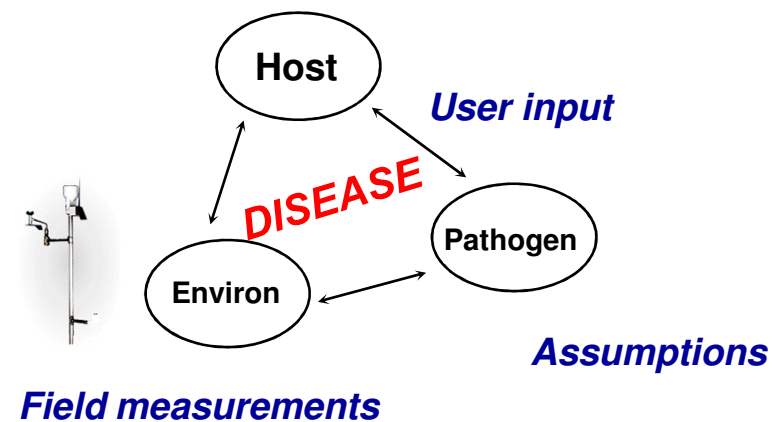 Host
User input
DISEASE
Pathogen
Environ
Assumptions
Field measurements